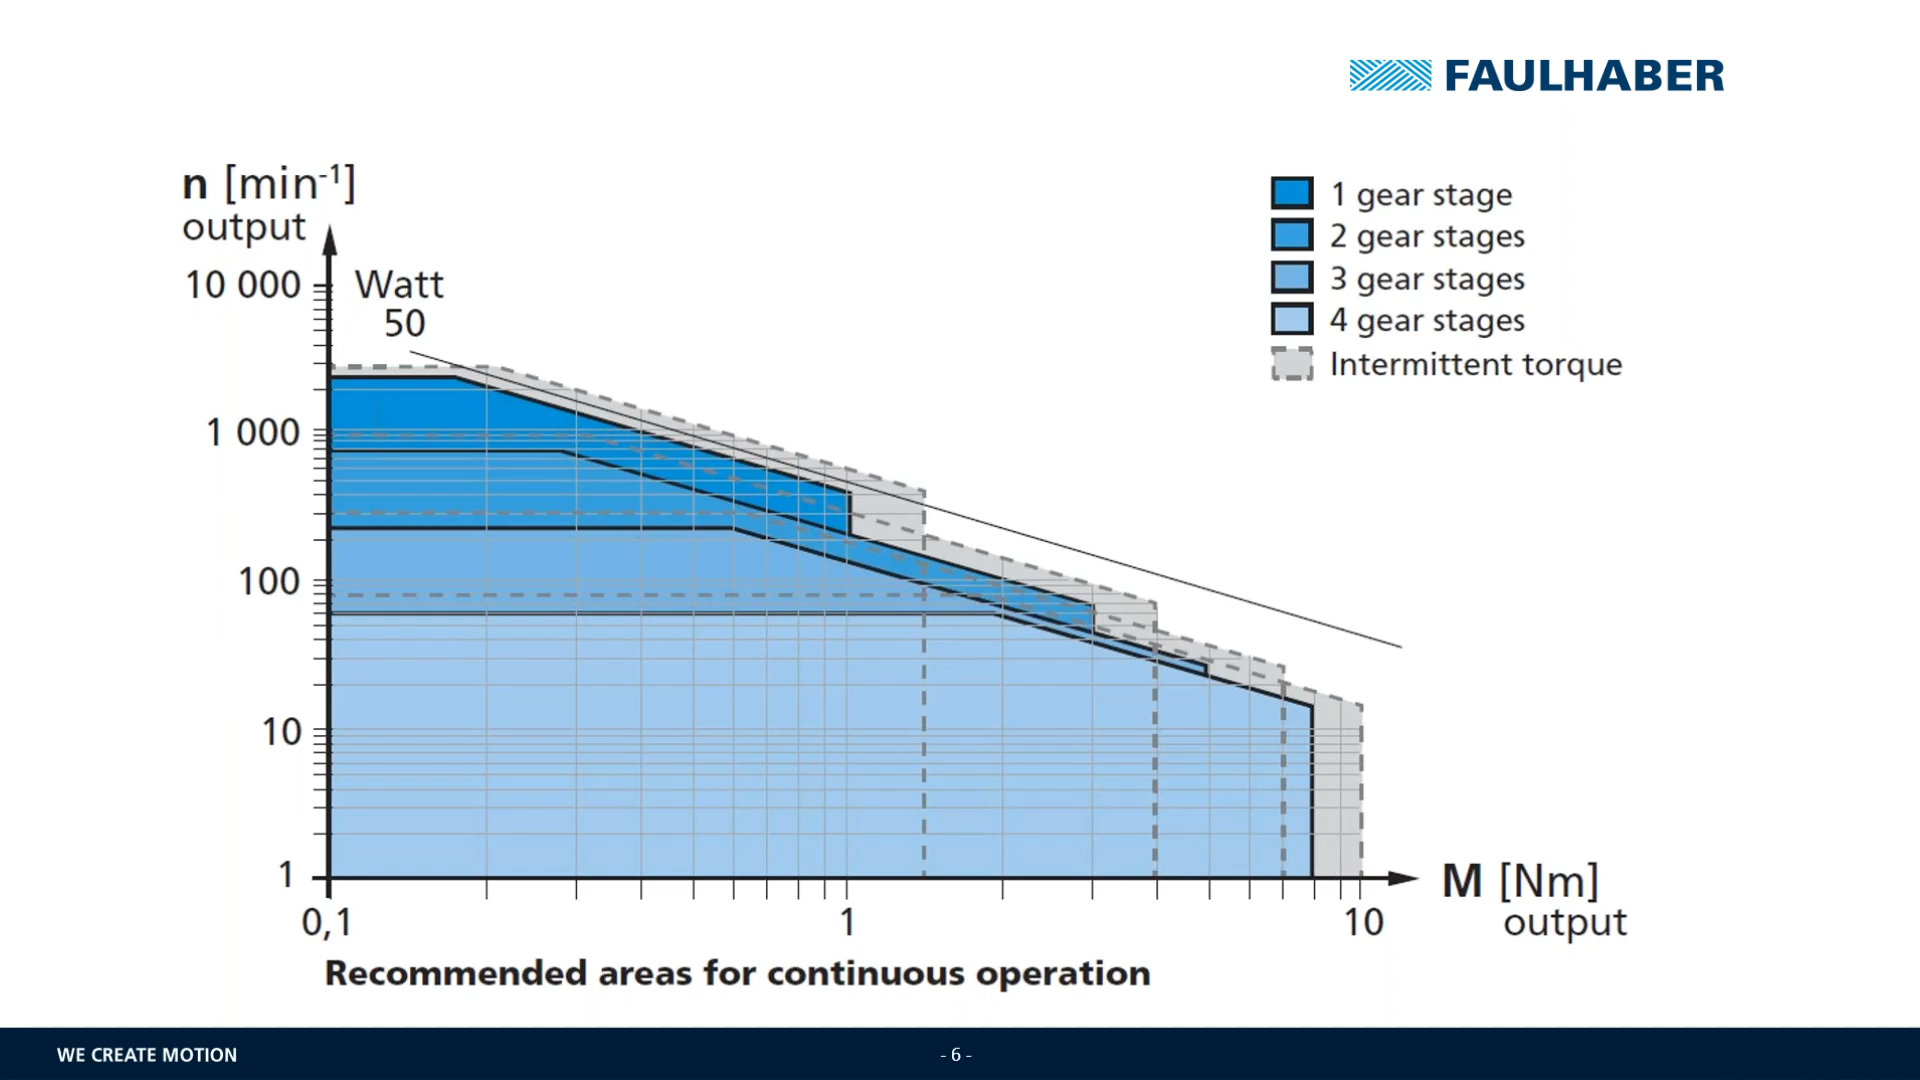 FAULHABER
n [min-1]
output
10 000
1 000
100
10
1
Watt
50
1 gear stage
2 gear stages
3 gear stages
4 gear stages
Intermittent torque
0,1
1
10
M [Nm]
output
Recommended areas for continuous operation
WE CREATE MOTION
- 6 -